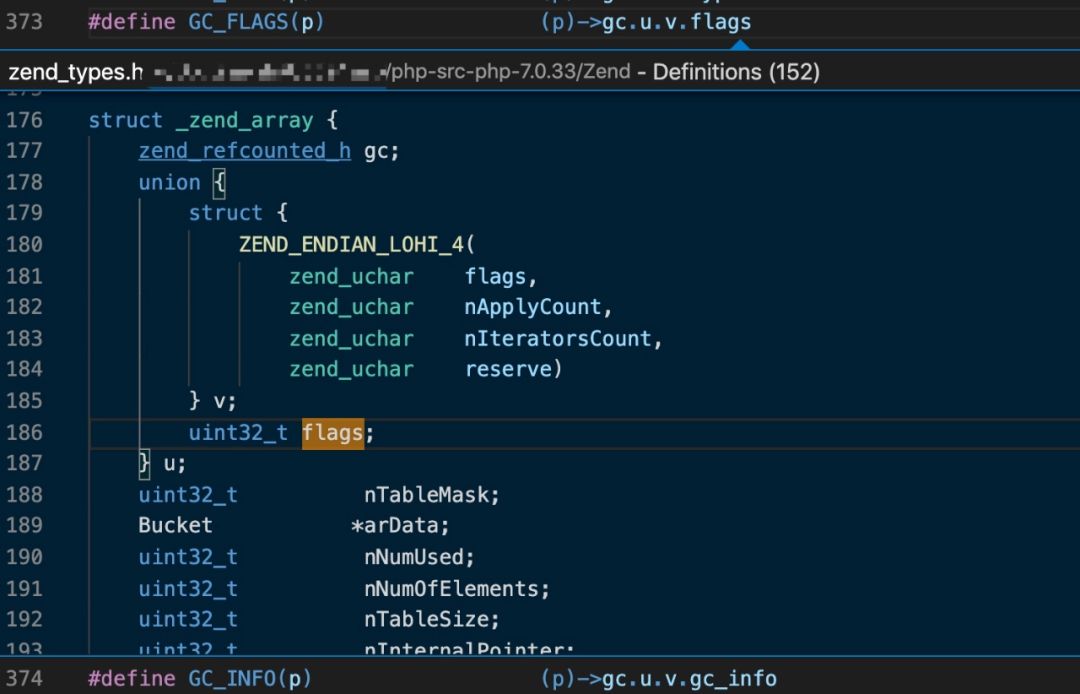 373 #define GC_FLAGS(p) (p)->gc.u.v.flags
zend_types.h /php-src-php-7.0.33/Zend - Definitions (152)
176 struct _zend_array {
177 zend_refcounted_h gc;
178 union {
179 struct {
180 ZEND_ENDIAN_LOHI_4(
181 zend_uchar flags,
182 zend_uchar nApplyCount,
183 zend_uchar nIteratorsCount,
184 zend_uchar reserve)
185 } v;
186 uint32_t flags;
187 } u;
188 uint32_t nTableMask;
189 Bucket *arData;
190 uint32_t nNumUsed;
191 uint32_t nNumOfElements;
192 uint32_t nTableSize;
193 uint32_t nInternalPointer;
374 #define GC_INFO(p) (p)->gc.u.v.gc_info